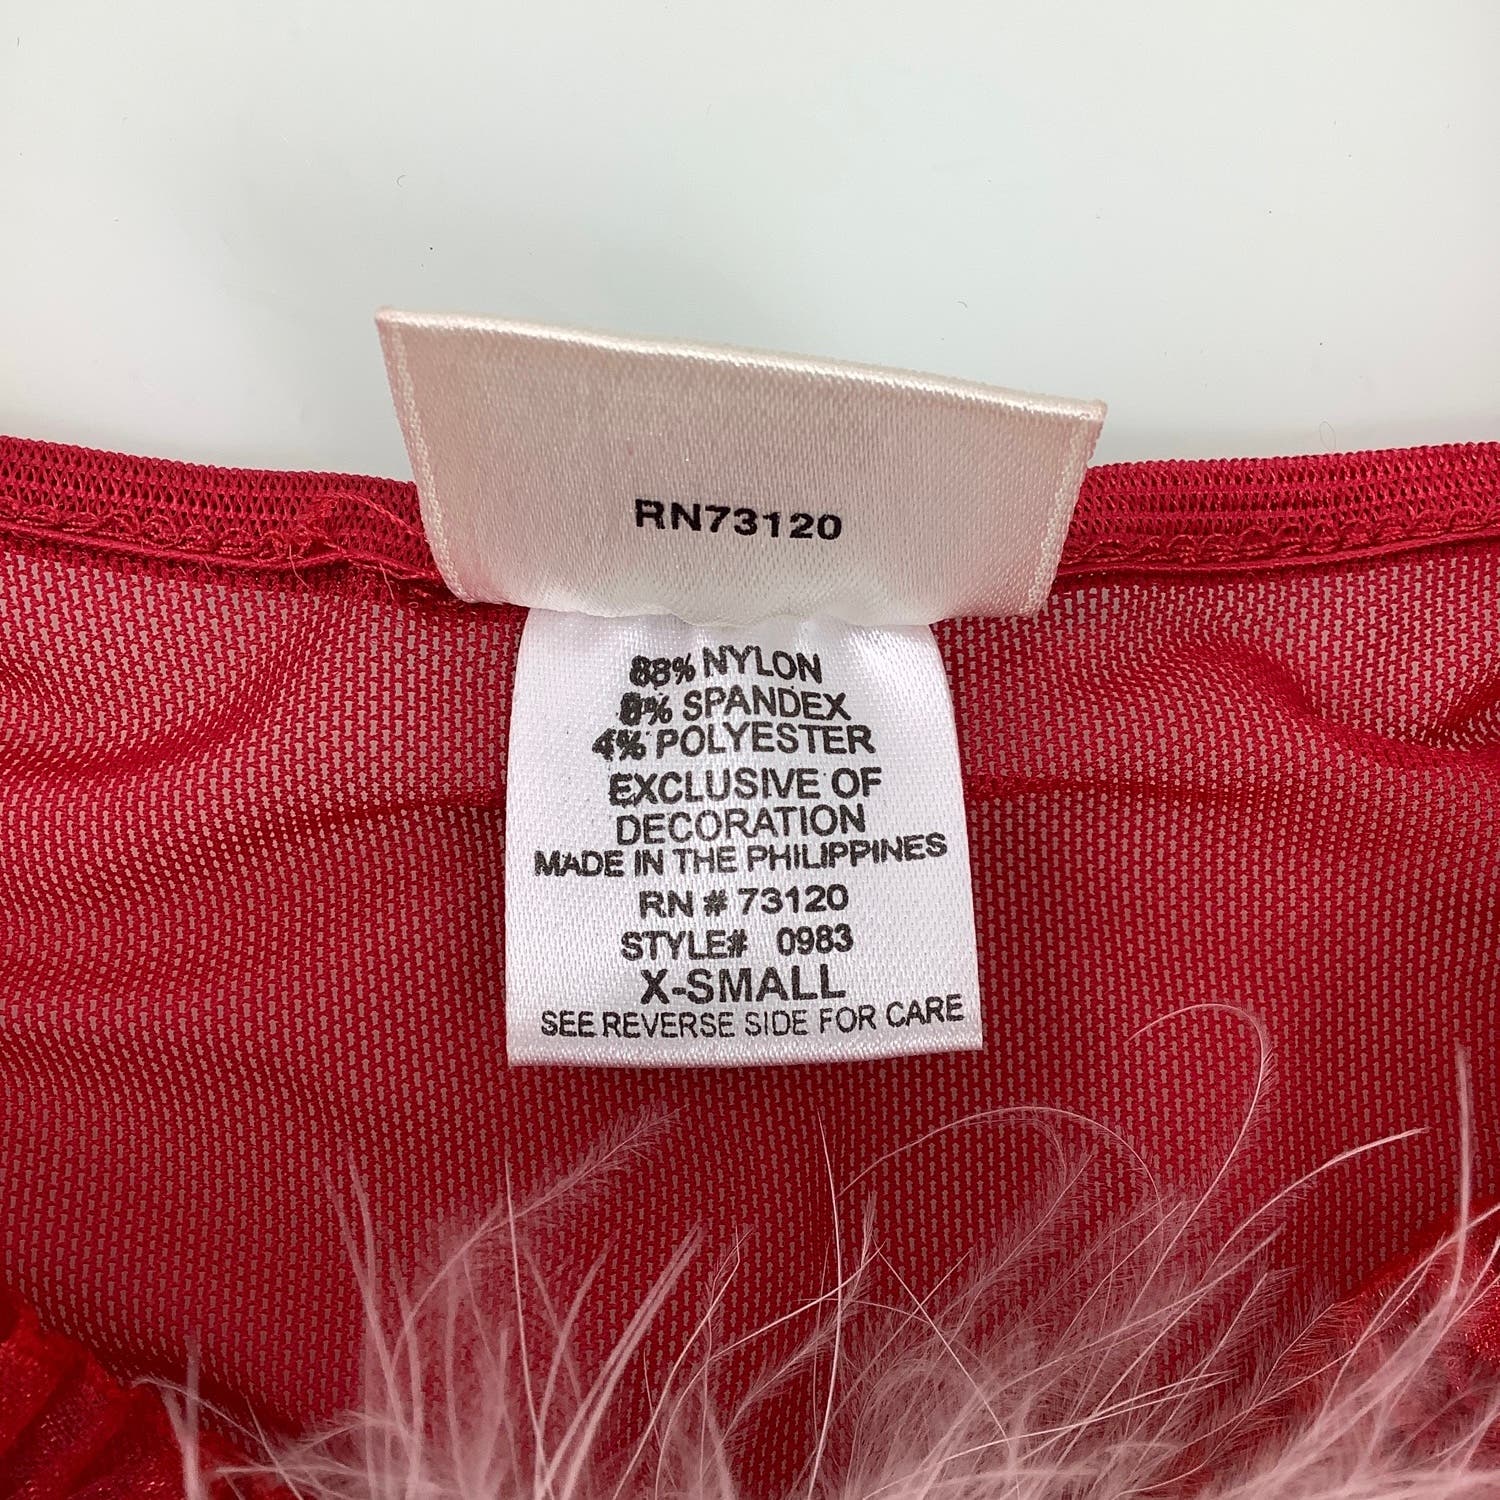 RN73120
88% NYLON
8% SPANDEX
4% POLYESTER
EXCLUSIVE OF
DECORATION
MADE IN THE PHILIPPINES
RN # 73120
STYLE# 0983
X-SMALL
SEE REVERSE SIDE FOR CARE